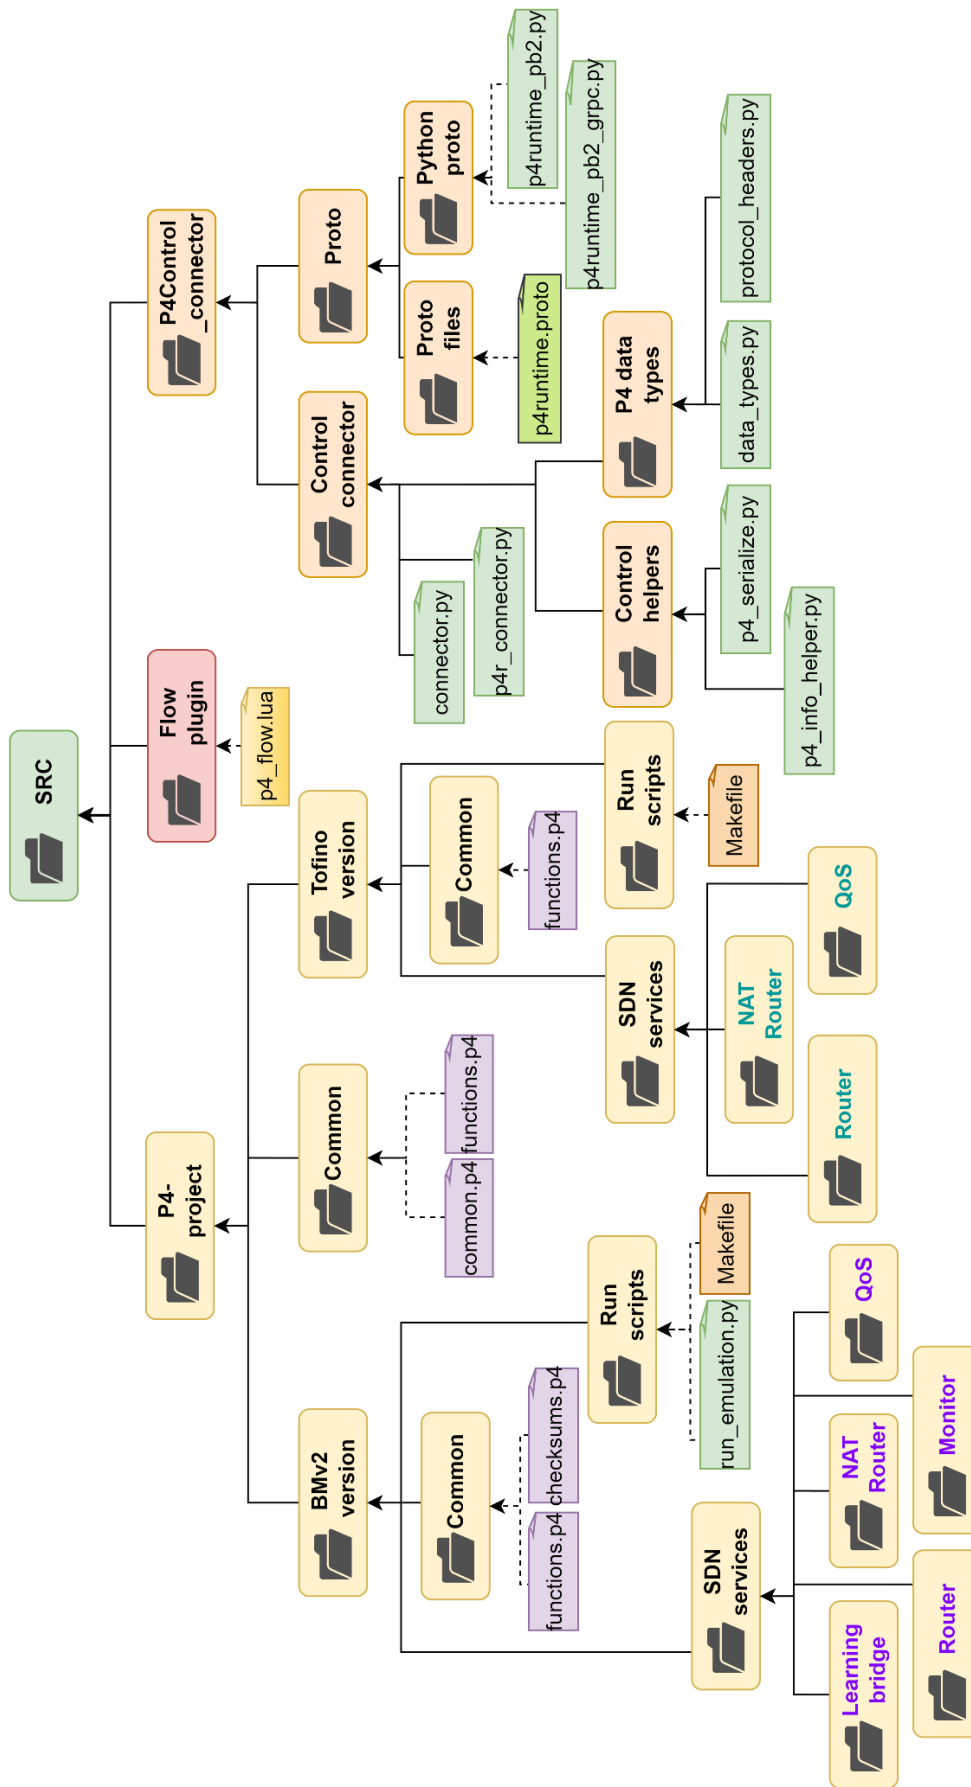 SRC
P4-
project
Flow
plugin
P4Control
_connector
p4_flow.lua
BMv2
version
Common
Tofino
version
Control
connector
Proto
common.p4
functions.p4
Common
functions.p4
checksums.p4
Run
scripts
run_emulation.py
Makefile
SDN
services
Learning
bridge
Router
NAT
Router
Monitor
QoS
Common
functions.p4
SDN
services
Run
scripts
Makefile
Router
NAT
Router
QoS
connector.py
p4r_connector.py
Proto
files
Python
proto
p4runtime.proto
p4runtime_pb2_grpc.py
p4runtime_pb2.py
Control
helpers
P4 data
types
p4_info_helper.py
p4_serialize.py
data_types.py
protocol_headers.py